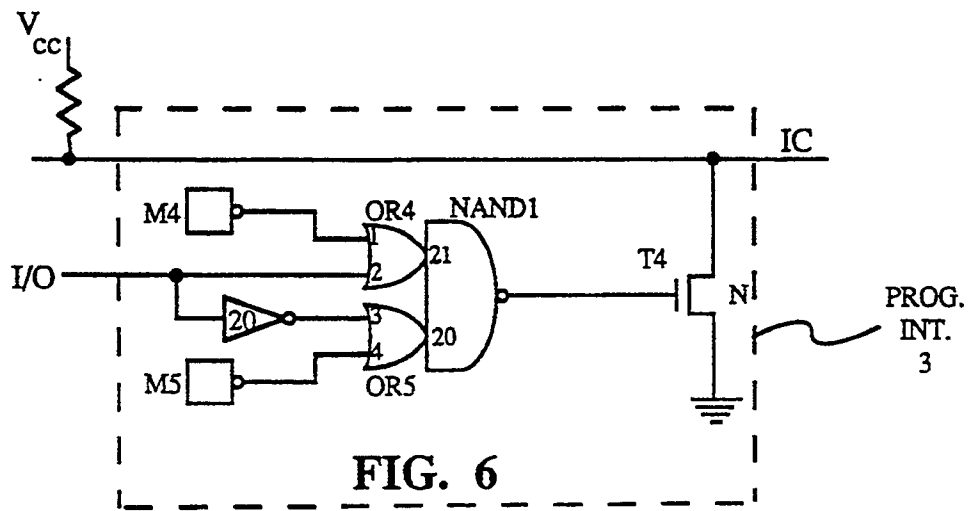 Vcc
IC
M4
OR4
NAND1
1
21
T4
I/O
2
N
20
3
20
PROG.
INT.
3
4
M5
OR5
FIG. 6